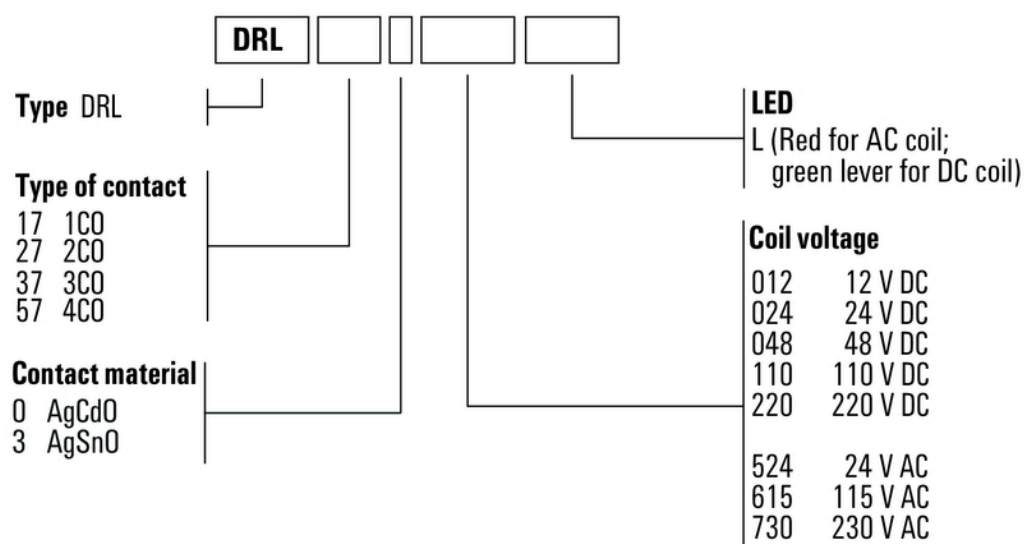 DRL
Type DRL
Type of contact
17 1CO
27 2CO
37 3CO
57 4CO
Contact material
0 AgCdO
3 AgSnO
LED
L (Red for AC coil;
green lever for DC coil)
Coil voltage
012 12 V DC
024 24 V DC
048 48 V DC
110 110 V DC
220 220 V DC
524 24 V AC
615 115 V AC
730 230 V AC